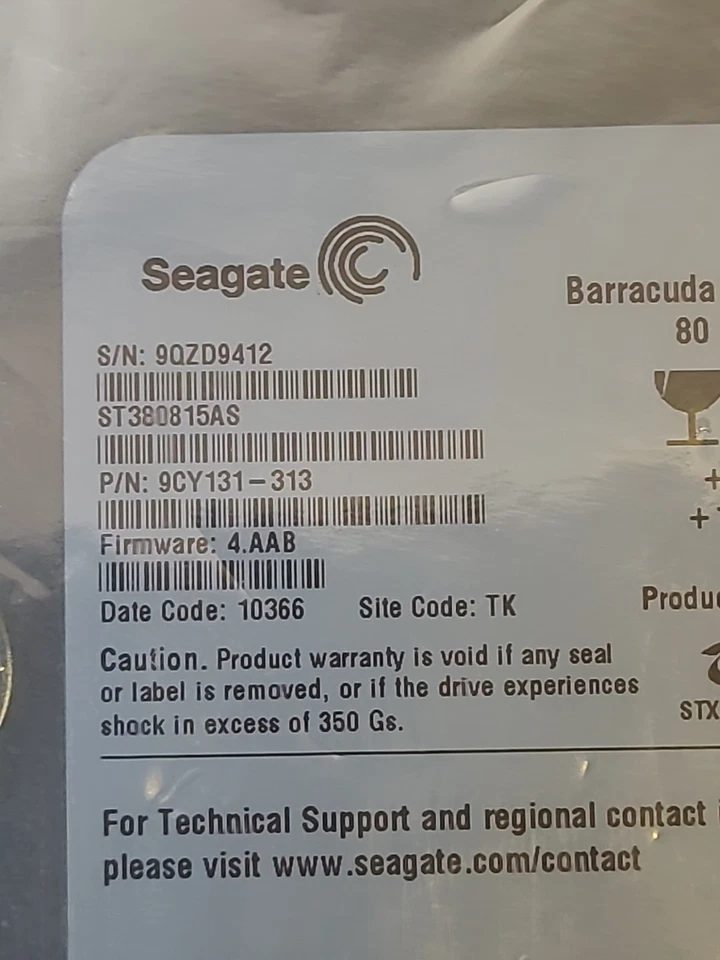 Seagate
Barracuda
80
S/N: 9QZD9412
ST380815AS
P/N: 9CY131-313
+
Firmware: 4.AAB
+
Date Code: 10366 Site Code: TK
Produ
Caution. Product warranty is void if any seal
or label is removed, or if the drive experiences
STX
shock in excess of 350 Gs.
For Technical Support and regional contact
please visit www.seagate.com/contact